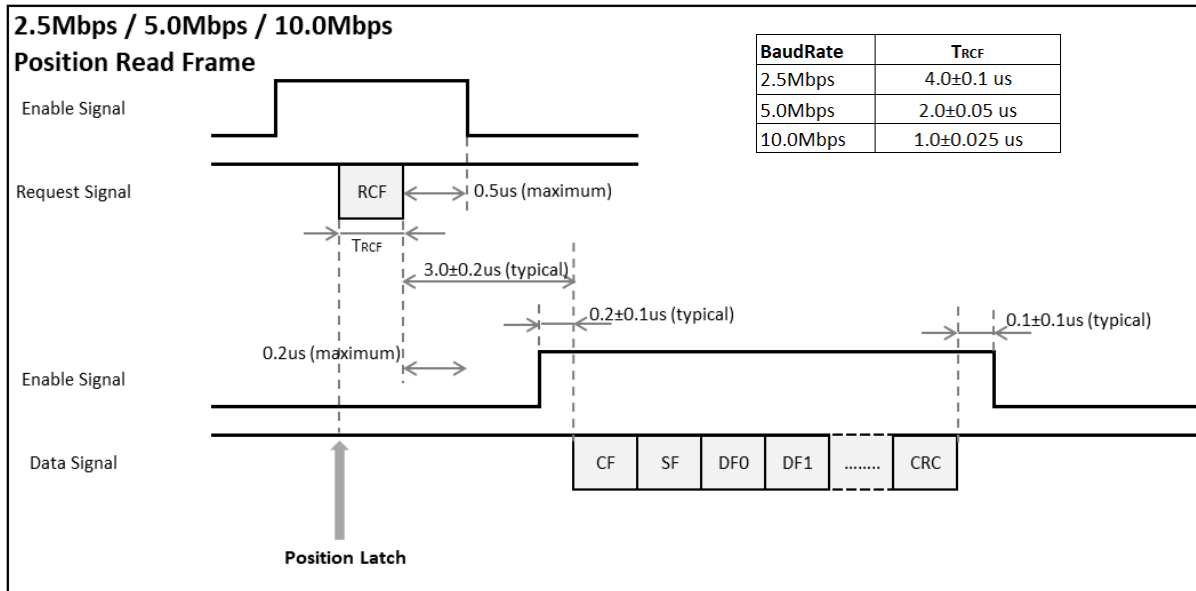 2.5Mbps / 5.0Mbps / 10.0Mbps
Position Read Frame
BaudRate TRCF
2.5Mbps 4.0±0.1 us
5.0Mbps 2.0±0.05 us
10.0Mbps 1.0±0.025 us
Enable Signal
Request Signal
RCF
0.5us (maximum)
TRCF
3.0±0.2us (typical)
0.2±0.1us (typical)
0.1±0.1us (typical)
0.2us (maximum)
Enable Signal
Data Signal
CF SF DF0 DF1 ........ CRC
Position Latch